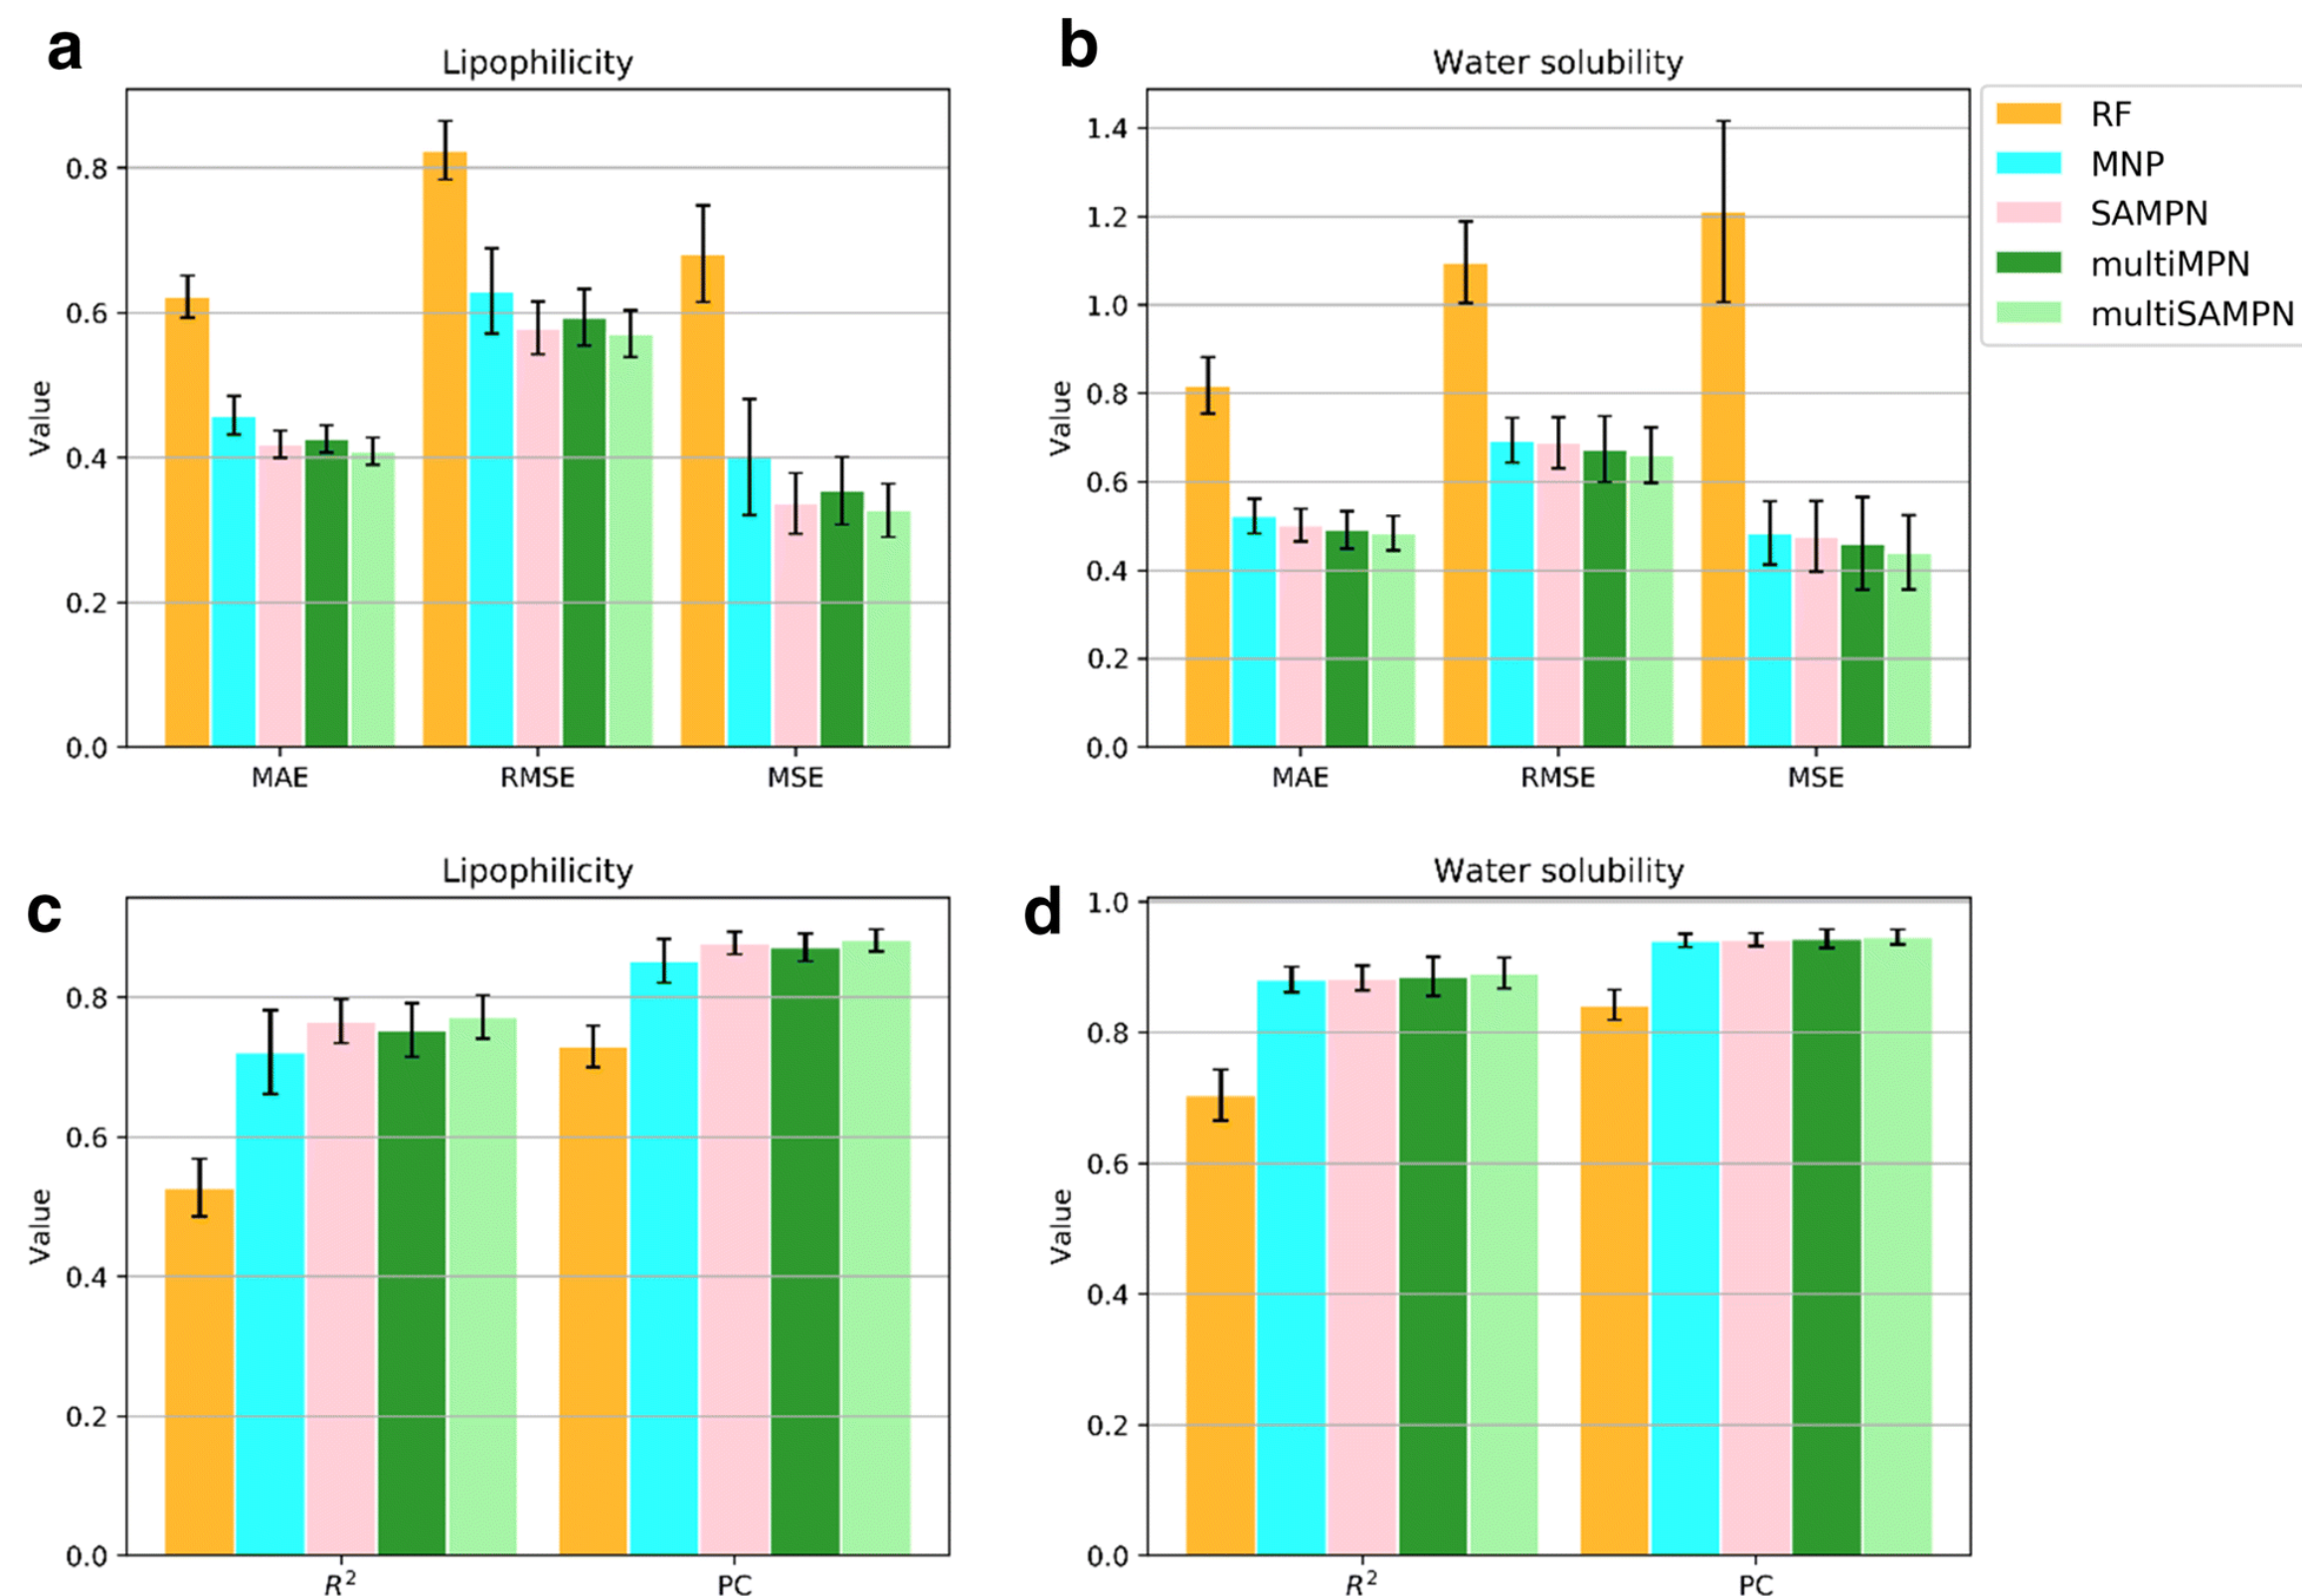 a
Lipophilicity
Value
0.8
0.6
0.4
0.2
0.0
MAE RMSE MSE
b
Water solubility
Value
1.4
1.2
1.0
0.8
0.6
0.4
0.2
0.0
MAE RMSE MSE
RF
MNP
SAMPN
multiMPN
multiSAMPN
c
Lipophilicity
Value
0.8
0.6
0.4
0.2
0.0
R² PC
d
Water solubility
Value
1.0
0.8
0.6
0.4
0.2
0.0
R² PC